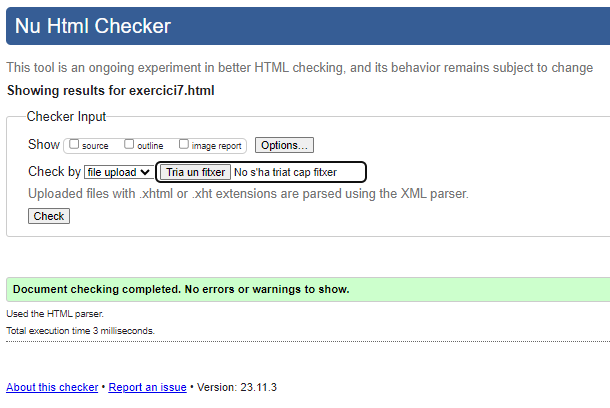 Nu Html Checker
This tool is an ongoing experiment in better HTML checking, and its behavior remains subject to change
Showing results for exercici7.html
Checker Input
Show source outline image report Options...
Check by file upload Tria un fitxer No s'ha triat cap fitxer
Uploaded files with .xhtml or .xht extensions are parsed using the XML parser.
Check
Document checking completed. No errors or warnings to show.
Used the HTML parser.
Total execution time 3 milliseconds.
About this checker • Report an issue • Version: 23.11.3